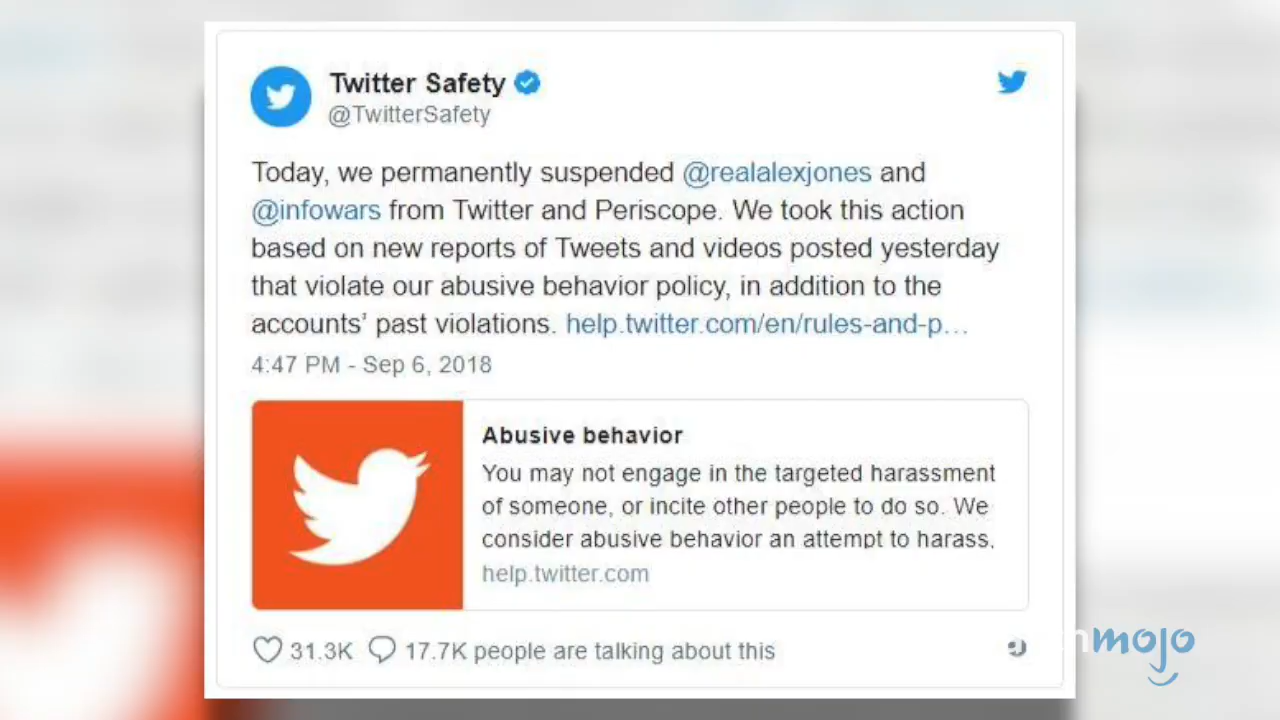 Twitter Safety
@TwitterSafety
Today, we permanently suspended @realalexjones and
@infowars from Twitter and Periscope. We took this action
based on new reports of Tweets and videos posted yesterday
that violate our abusive behavior policy, in addition to the
accounts’ past violations. help.twitter.com/en/rules-and-p…
4:47 PM - Sep 6, 2018
Abusive behavior
You may not engage in the targeted harassment
of someone, or incite other people to do so. We
consider abusive behavior an attempt to harass,
help.twitter.com
31.3K 17.7K people are talking about this
mojo